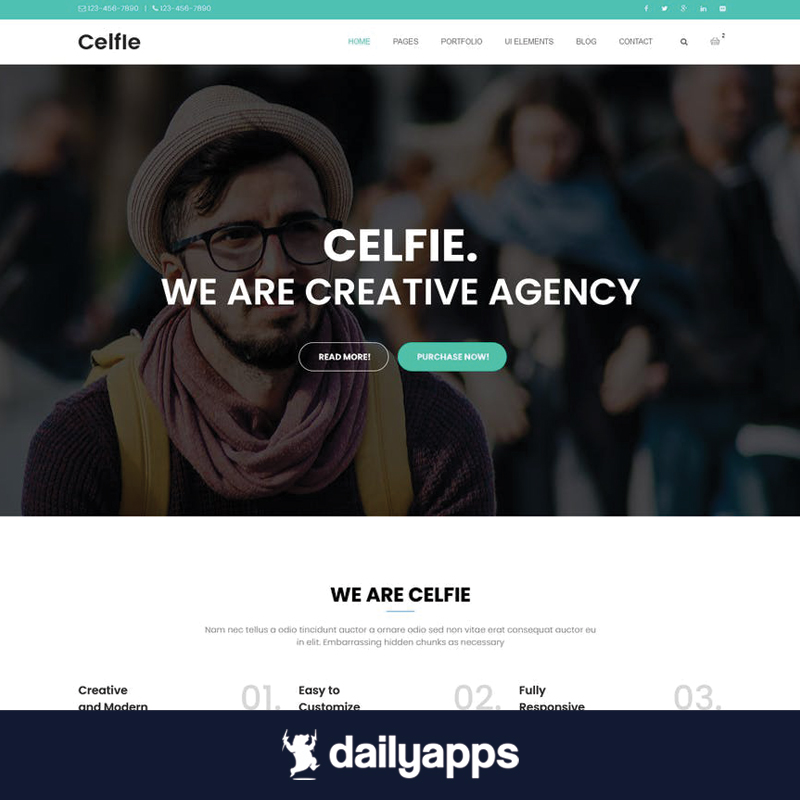 123-456-7890 | 123-456-7890
Celfie
HOME PAGES PORTFOLIO UI ELEMENTS BLOG CONTACT 2
CELFIE.
WE ARE CREATIVE AGENCY
READ MORE! PURCHASE NOW!
WE ARE CELFIE
Nam nec tellus a odio tincidunt auctor a ornare odio sed non vitae erat consequat auctor eu
in elit. Embarrassing hidden chunks as necessary
Creative
and Modern
01.
Easy to
Customize
02.
Fully
Responsive
03.
dailyapps